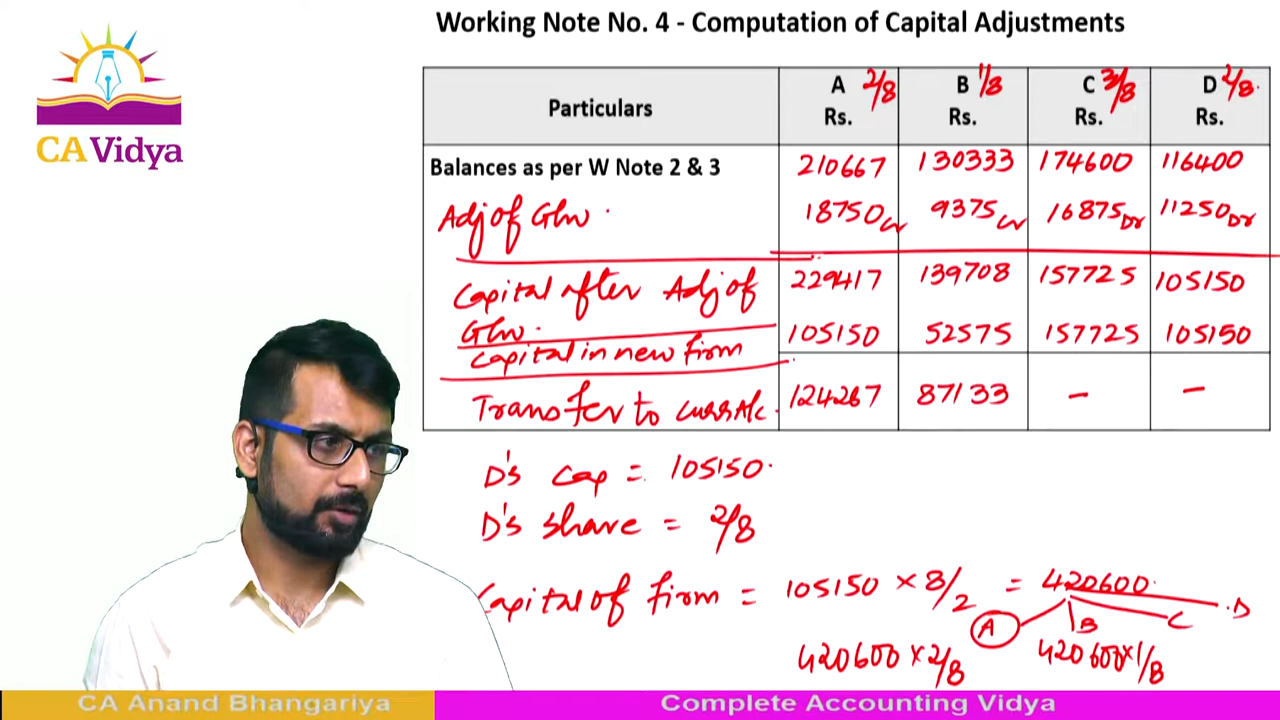 Working Note No. 4 - Computation of Capital Adjustments
CA Vidya
Particulars A 2/8 Rs. B 1/8 Rs. C 3/8 Rs. D 2/8 Rs.
Balances as per W Note 2 & 3 210667 130333 174600 116400
Adj of Glw. 18750 Cr 9375 Cr 16875 Dr 11250 Dr
Capital after Adj of Glw. 229417 139708 157725 105150
Capital in new firm 105150 52575 157725 105150
Transfer to Curr A/c. 124267 87133 - -
D's cap = 105150.
D's share = 2/8
Capital of firm = 105150 × 8/2 = 420600.
A B C D
420600 × 2/8 420600 × 1/8
CA Anand Bhangariya
Complete Accounting Vidya